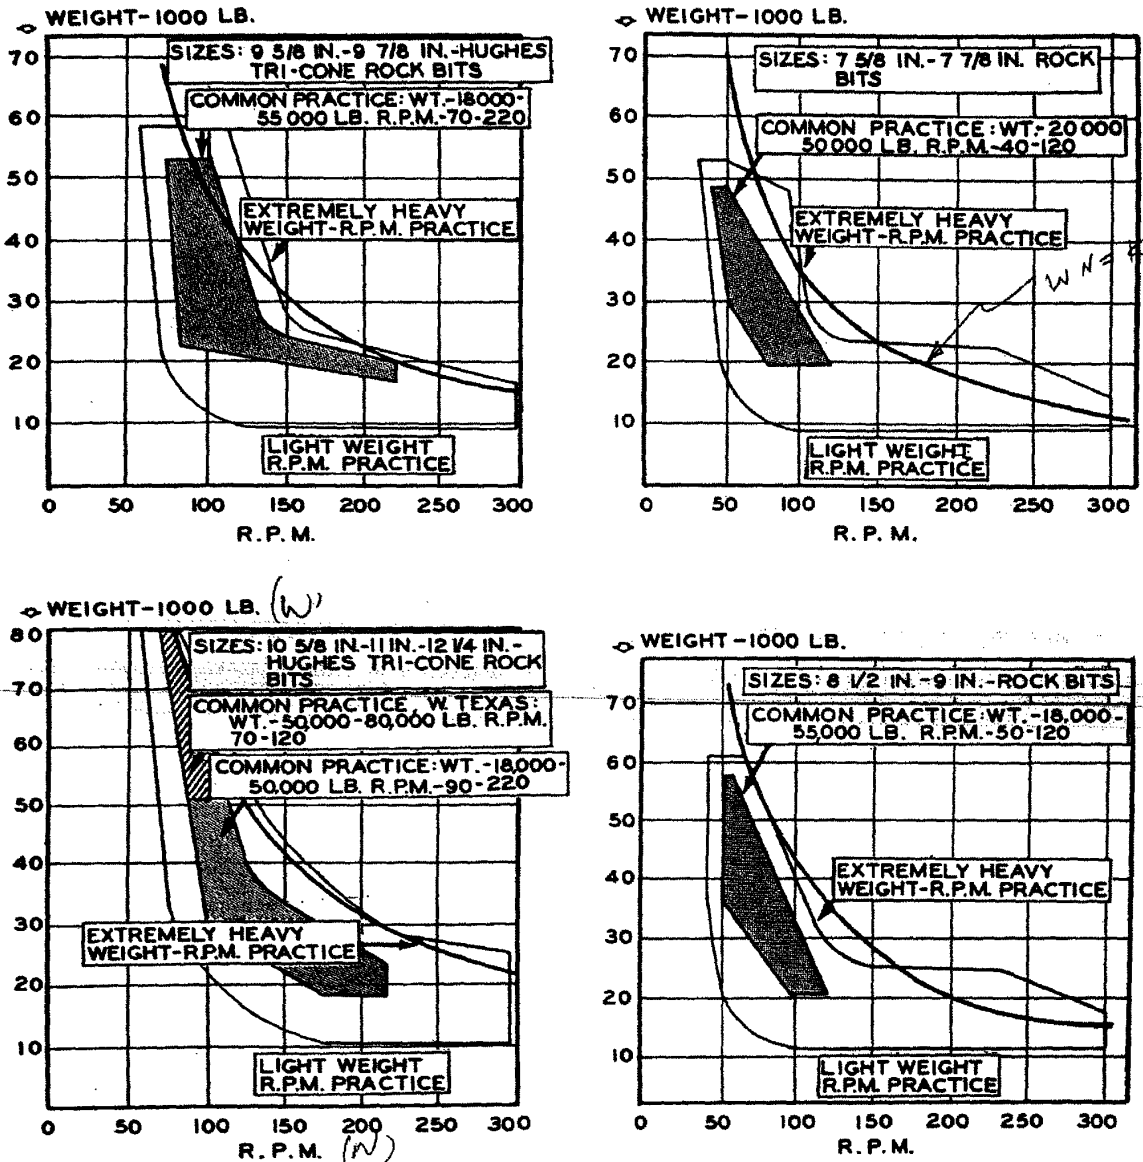 WEIGHT-1000 LB.
SIZES: 9 5/8 IN.-9 7/8 IN.-HUGHES
TRI-CONE ROCK BITS
COMMON PRACTICE: WT.-18000-
55000 LB. R.P.M.-70-220
EXTREMELY HEAVY
WEIGHT-R.P.M. PRACTICE
LIGHT WEIGHT
R.P.M. PRACTICE
70
60
50
40
30
20
10
0 50 100 150 200 250 300
R.P.M.
WEIGHT-1000 LB.
SIZES: 7 5/8 IN.-7 7/8 IN. ROCK
BITS
COMMON PRACTICE: WT.-20000
50000 LB. R.P.M.-40-120
EXTREMELY HEAVY
WEIGHT-R.P.M. PRACTICE
W N =
LIGHT WEIGHT
R.P.M. PRACTICE
70
60
50
40
30
20
10
0 50 100 150 200 250 300
R.P.M.
WEIGHT-1000 LB. (W)
SIZES: 10 5/8 IN.-11 IN.-12 1/4 IN.-
HUGHES TRI-CONE ROCK
BITS
COMMON PRACTICE, W. TEXAS:
WT.-50,000-80,000 LB. R.P.M.
70-120
COMMON PRACTICE: WT.-18,000-
50,000 LB. R.P.M.-90-220
EXTREMELY HEAVY
WEIGHT-R.P.M. PRACTICE
LIGHT WEIGHT
R.P.M. PRACTICE
80
70
60
50
40
30
20
10
0 50 100 150 200 250 300
R.P.M. (N)
WEIGHT-1000 LB.
SIZES: 8 1/2 IN.-9 IN.-ROCK BITS
COMMON PRACTICE: WT.-18,000-
55,000 LB. R.P.M.-50-120
EXTREMELY HEAVY
WEIGHT-R.P.M. PRACTICE
LIGHT WEIGHT
R.P.M. PRACTICE
70
60
50
40
30
20
10
0 50 100 150 200 250 300
R.P.M.